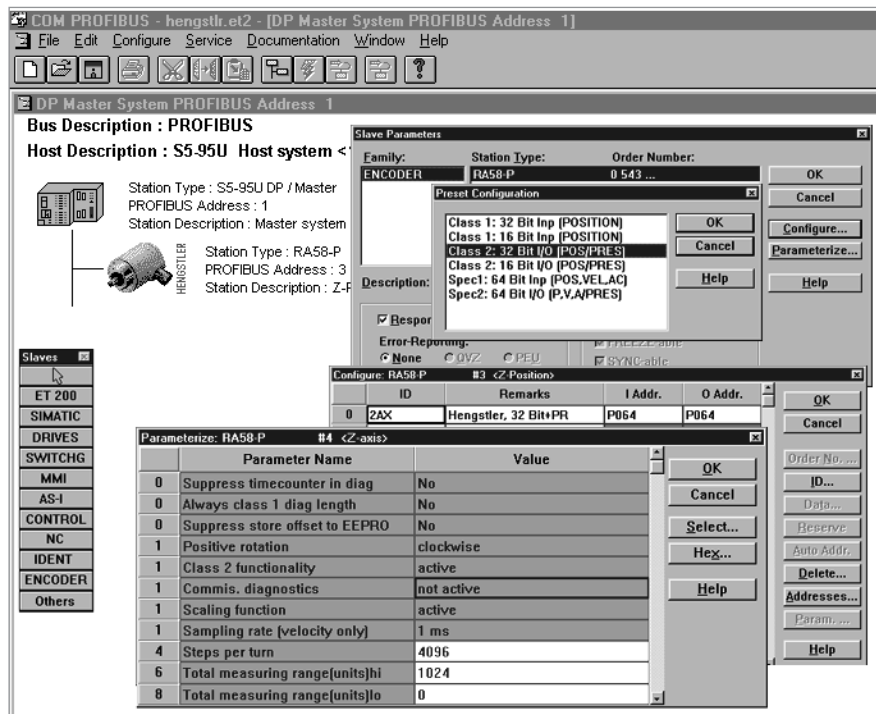 COM PROFIBUS - hengstlr.et2 - [DP Master System PROFIBUS Address 1]
File Edit Configure Service Documentation Window Help
DP Master System PROFIBUS Address 1
Bus Description : PROFIBUS
Host Description : S5-95U Host system <
Station Type : S5-95U DP / Master
PROFIBUS Address : 1
Station Description : Master system
HENGSTLER
Station Type : RA58-P
PROFIBUS Address : 3
Station Description : Z-P
Slave Parameters
Family: Station Type: Order Number:
ENCODER RA58-P 0 543 ...
OK
Cancel
Configure...
Parameterize...
Help
Description:
Respon
Error-Reporting:
None QVZ PEU
FREEZE-able
SYNC-able
Preset Configuration
Class 1: 32 Bit Inp (POSITION)
Class 1: 16 Bit Inp (POSITION)
Class 2: 32 Bit I/O (POS/PRES)
Class 2: 16 Bit I/O (POS/PRES)
Spec1: 64 Bit Inp (POS,VEL,AC)
Spec2: 64 Bit I/O (P,V,A/PRES)
OK
Cancel
Help
Slaves
ET 200
SIMATIC
DRIVES
SWITCHG
MMI
AS-I
CONTROL
NC
IDENT
ENCODER
Others
Configure: RA58-P #3 <Z-Position>
ID Remarks I Addr. O Addr.
0 2AX Hengstler, 32 Bit+PR P064 P064
OK
Cancel
Order No. ...
ID...
Data...
Reserve
Auto Addr.
Delete...
Addresses...
Param. ...
Help
Parameterize: RA58-P #4 <Z-axis>
Parameter Name Value
0 Suppress timecounter in diag No
0 Always class 1 diag length No
0 Suppress store offset to EEPRO No
1 Positive rotation clockwise
1 Class 2 functionality active
1 Commis. diagnostics not active
1 Scaling function active
1 Sampling rate (velocity only) 1 ms
4 Steps per turn 4096
6 Total measuring range(units)hi 1024
8 Total measuring range(units)lo 0
OK
Cancel
Select...
Hex...
Help